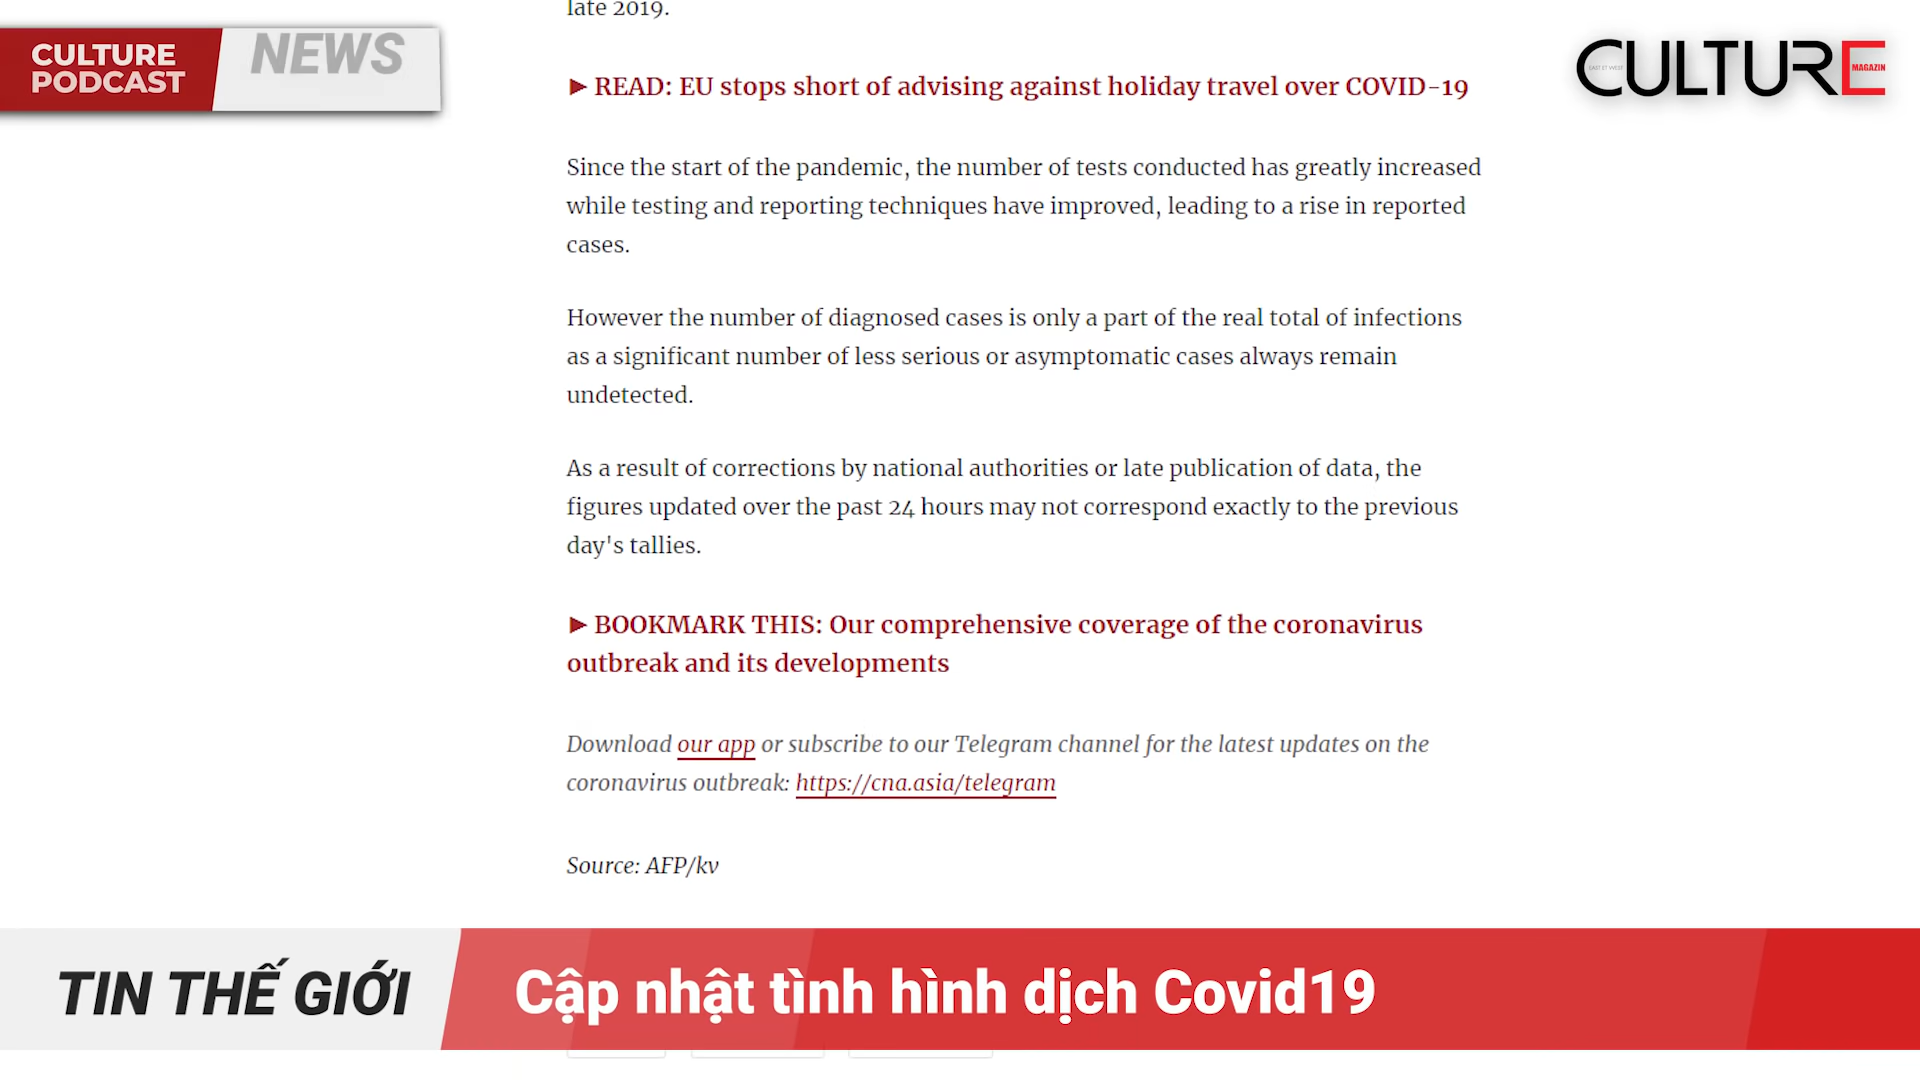 late 2019.
CULTURE
PODCAST
NEWS
CULTURE
EAST ET WEST
MAGAZIN
►READ: EU stops short of advising against holiday travel over COVID-19
Since the start of the pandemic, the number of tests conducted has greatly increased
while testing and reporting techniques have improved, leading to a rise in reported
cases.
However the number of diagnosed cases is only a part of the real total of infections
as a significant number of less serious or asymptomatic cases always remain
undetected.
As a result of corrections by national authorities or late publication of data, the
figures updated over the past 24 hours may not correspond exactly to the previous
day's tallies.
►BOOKMARK THIS: Our comprehensive coverage of the coronavirus
outbreak and its developments
Download our app or subscribe to our Telegram channel for the latest updates on the
coronavirus outbreak: https://cna.asia/telegram
Source: AFP/kv
TIN THẾ GIỚI
Cập nhật tình hình dịch Covid19